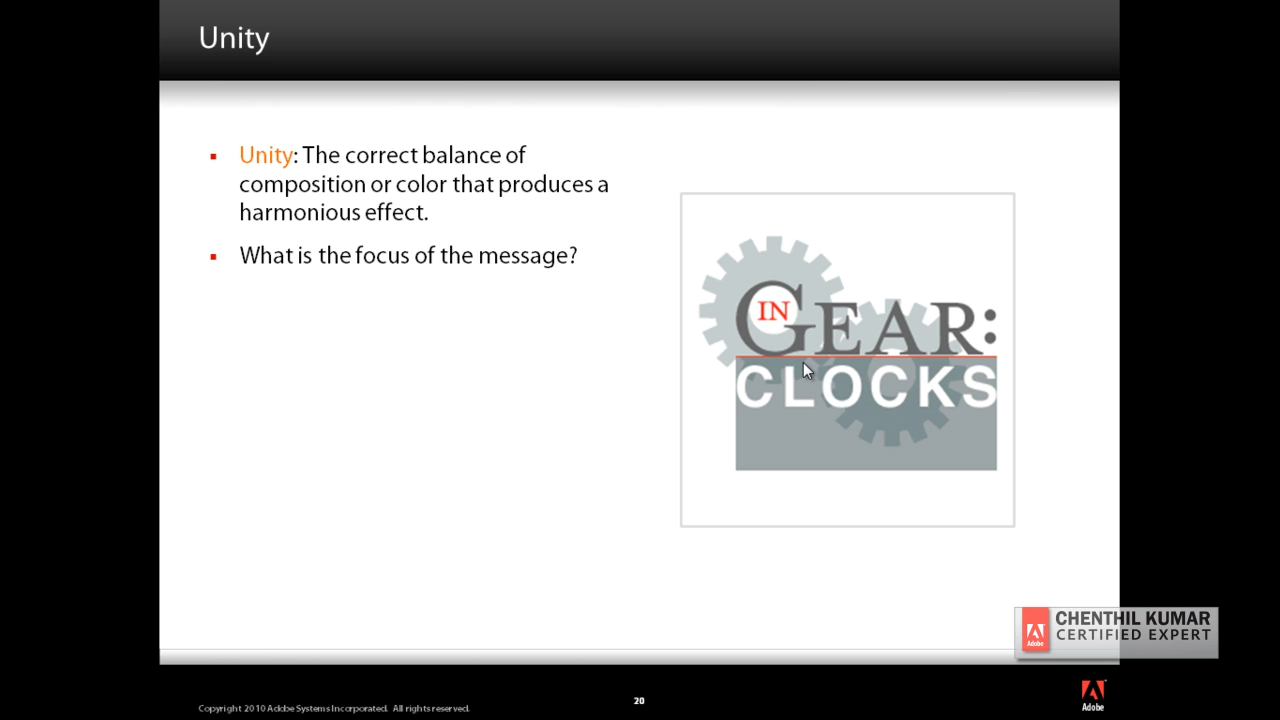 Unity
Unity: The correct balance of
composition or color that produces a
harmonious effect.
What is the focus of the message?
IN GEAR:
CLOCKS
CHENTHIL KUMAR
CERTIFIED EXPERT
Adobe
Copyright 2010 Adobe Systems Incorporated. All rights reserved.
20
Adobe